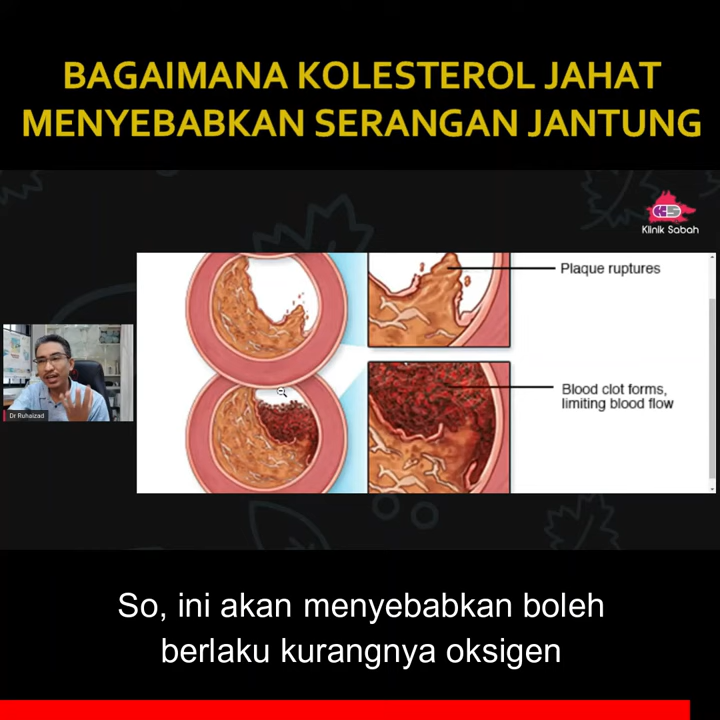 BAGAIMANA KOLESTEROL JAHAT
MENYEBABKAN SERANGAN JANTUNG
KS
Klinik Sabah
Plaque ruptures
Dr Ruhaizad
Blood clot forms,
limiting blood flow
So, ini akan menyebabkan boleh
berlaku kurangnya oksigen